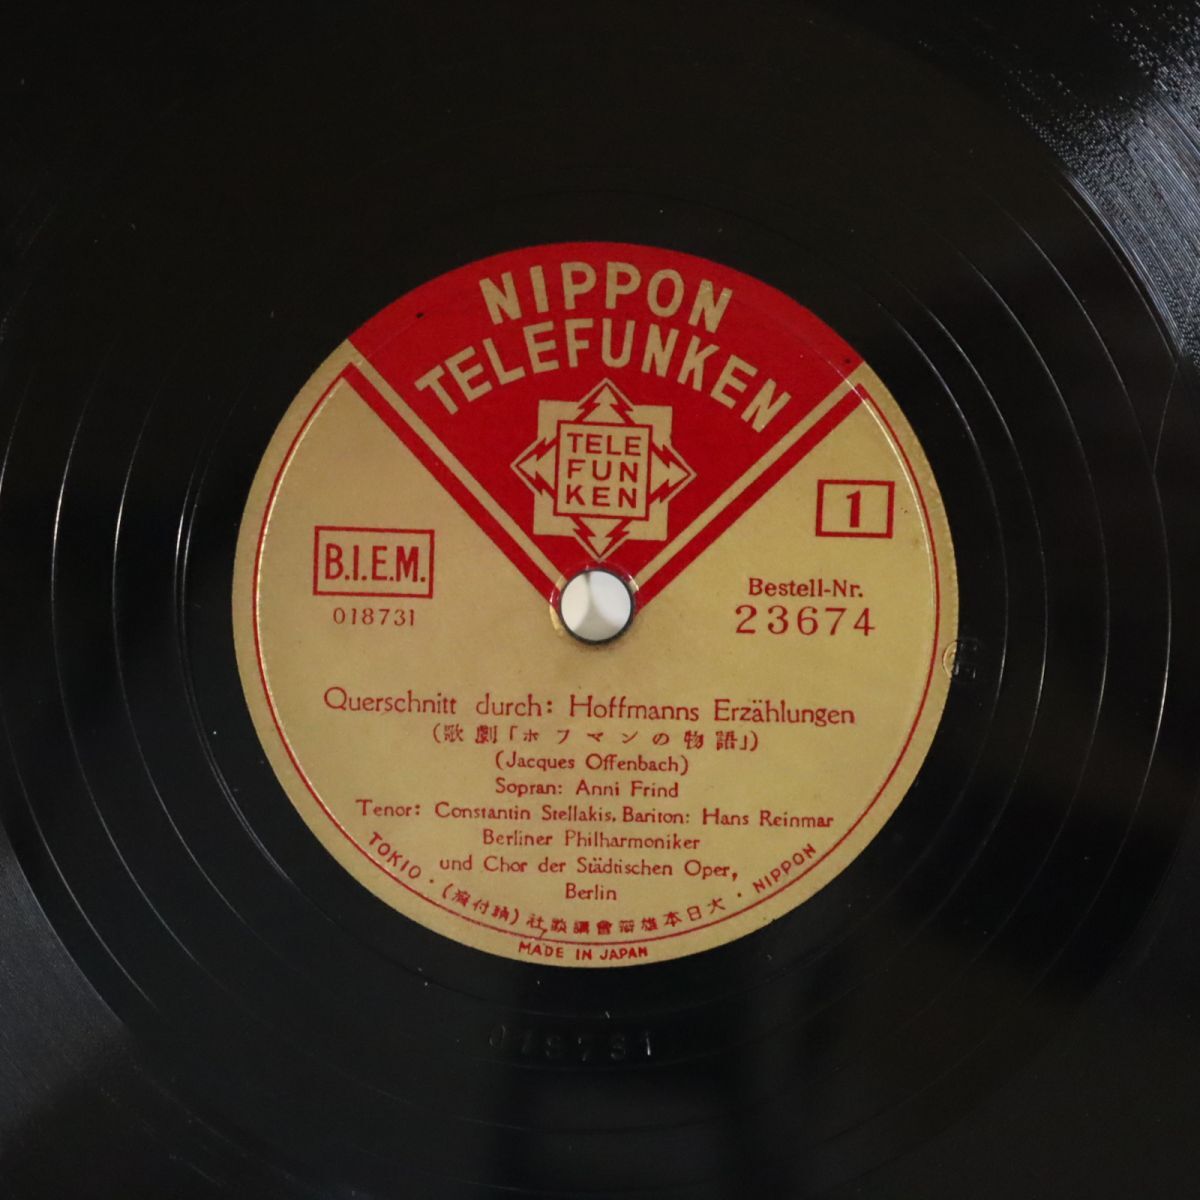 NIPPON
TELEFUNKEN
TELE
FUN
KEN
1
B.I.E.M.
018731
Bestell-Nr.
23674
Querschnitt durch: Hoffmanns Erzählungen
(歌劇「ホフマンの物語」)
(Jacques Offenbach)
Sopran: Anni Frind
Tenor: Constantin Stellakis, Bariton: Hans Reinmar
Berliner Philharmoniker
und Chor der Städtischen Oper,
Berlin
TOKIO・(濟付納)社談講會辯雄本日大・NIPPON
MADE IN JAPAN
018731